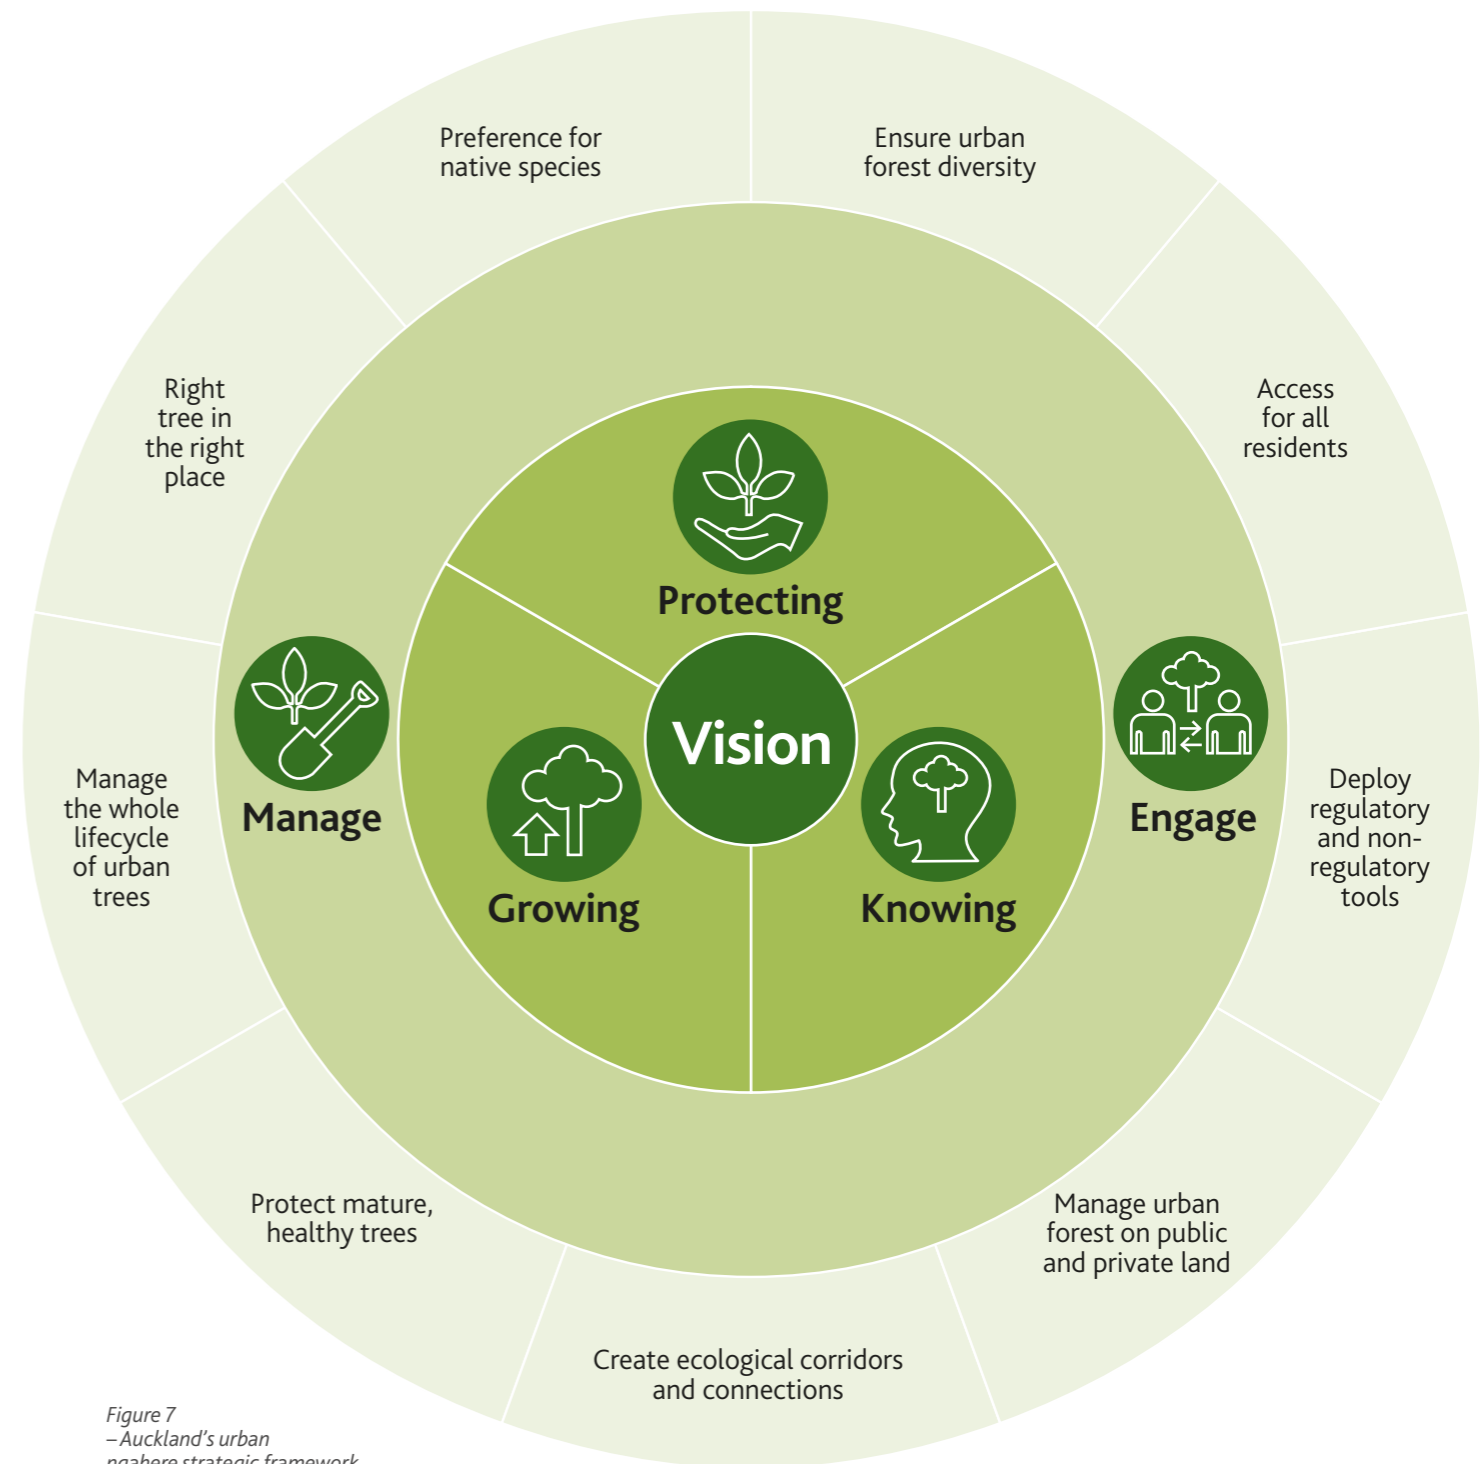 Preference for
native species
Ensure urban
forest diversity
Access
for all
residents
Deploy
regulatory
and non-
regulatory
tools
Manage urban
forest on public
and private land
Create ecological corridors
and connections
Protect mature,
healthy trees
Manage
the whole
lifecycle
of urban
trees
Right
tree in
the right
place
Protecting
Vision
Manage
Engage
Growing
Knowing
Figure 7
– Auckland's urban
ngahere strategic framework